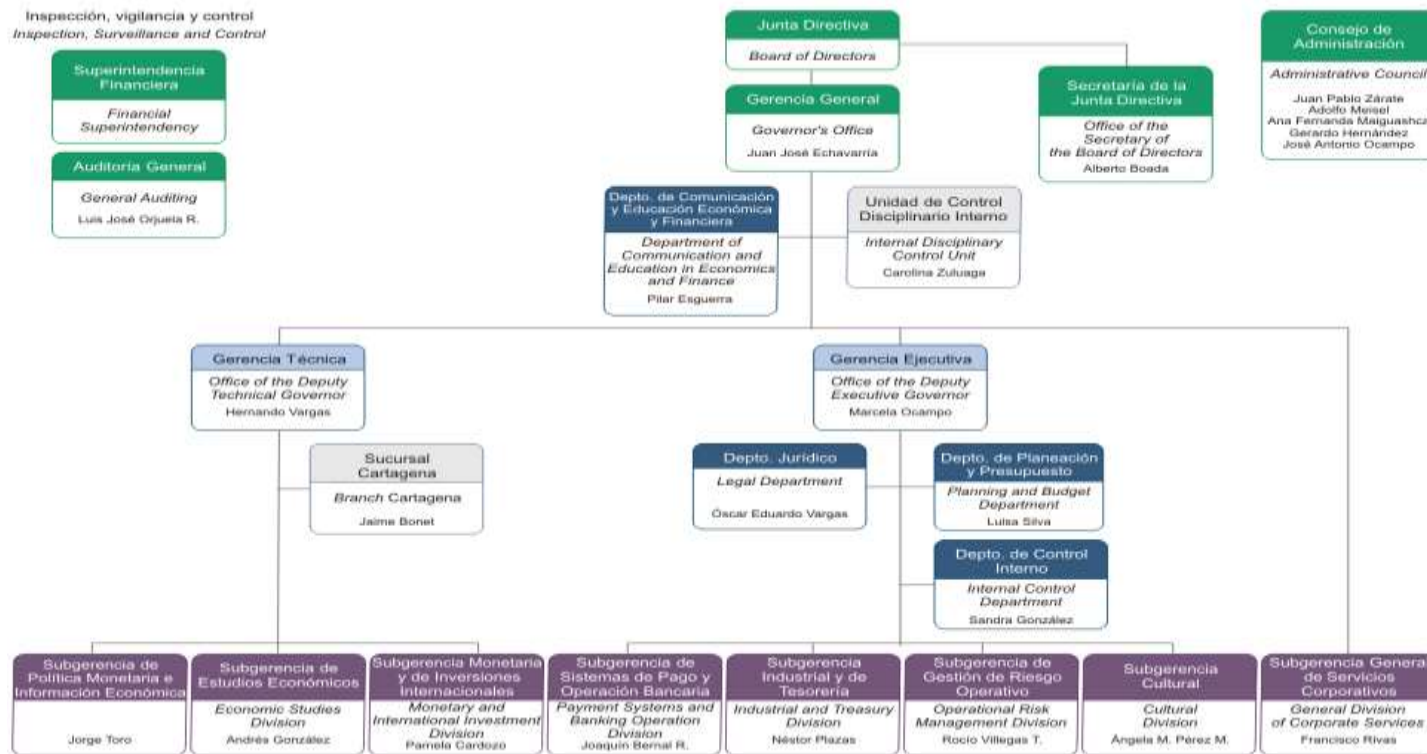 Inspección, vigilancia y control
Inspection, Surveillance and Control
Superintendencia
Financiera
Financial
Superintendency
Auditoría General
General Auditing
Luis José Orjuela R.
Junta Directiva
Board of Directors
Gerencia General
Governor's Office
Juan José Echavarría
Secretaría de la
Junta Directiva
Office of the
Secretary of
the Board of Directors
Alberto Boada
Consejo de
Administración
Administrative Council
Juan Pablo Zárate
Adolfo Meisel
Ana Fernanda Maiguashca
Gerardo Hernández
José Antonio Ocampo
Depto. de Comunicación
y Educación Económica
y Financiera
Department of
Communication and
Education in Economics
and Finance
Pilar Esguerra
Unidad de Control
Disciplinario Interno
Internal Disciplinary
Control Unit
Carolina Zuluaga
Gerencia Técnica
Office of the Deputy
Technical Governor
Hernando Vargas
Gerencia Ejecutiva
Office of the Deputy
Executive Governor
Marcela Ocampo
Sucursal
Cartagena
Branch Cartagena
Jaime Bonet
Depto. Jurídico
Legal Department
Óscar Eduardo Vargas
Depto. de Planeación
y Presupuesto
Planning and Budget
Department
Luisa Silva
Depto. de Control
Interno
Internal Control
Department
Sandra González
Subgerencia de
Política Monetaria e
Información Económica
Jorge Toro
Subgerencia de
Estudios Económicos
Economic Studies
Division
Andrés González
Subgerencia Monetaria
y de Inversiones
Internacionales
Monetary and
International Investment
Division
Pamela Cardozo
Subgerencia de
Sistemas de Pago y
Operación Bancaria
Payment Systems and
Banking Operation
Division
Joaquín Bernal R.
Subgerencia
Industrial y de
Tesorería
Industrial and Treasury
Division
Néstor Plazas
Subgerencia de
Gestión de Riesgo
Operativo
Operational Risk
Management Division
Rocío Villegas T.
Subgerencia
Cultural
Cultural
Division
Ángela M. Pérez M.
Subgerencia General
de Servicios
Corporativos
General Division
of Corporate Services
Francisco Rivas